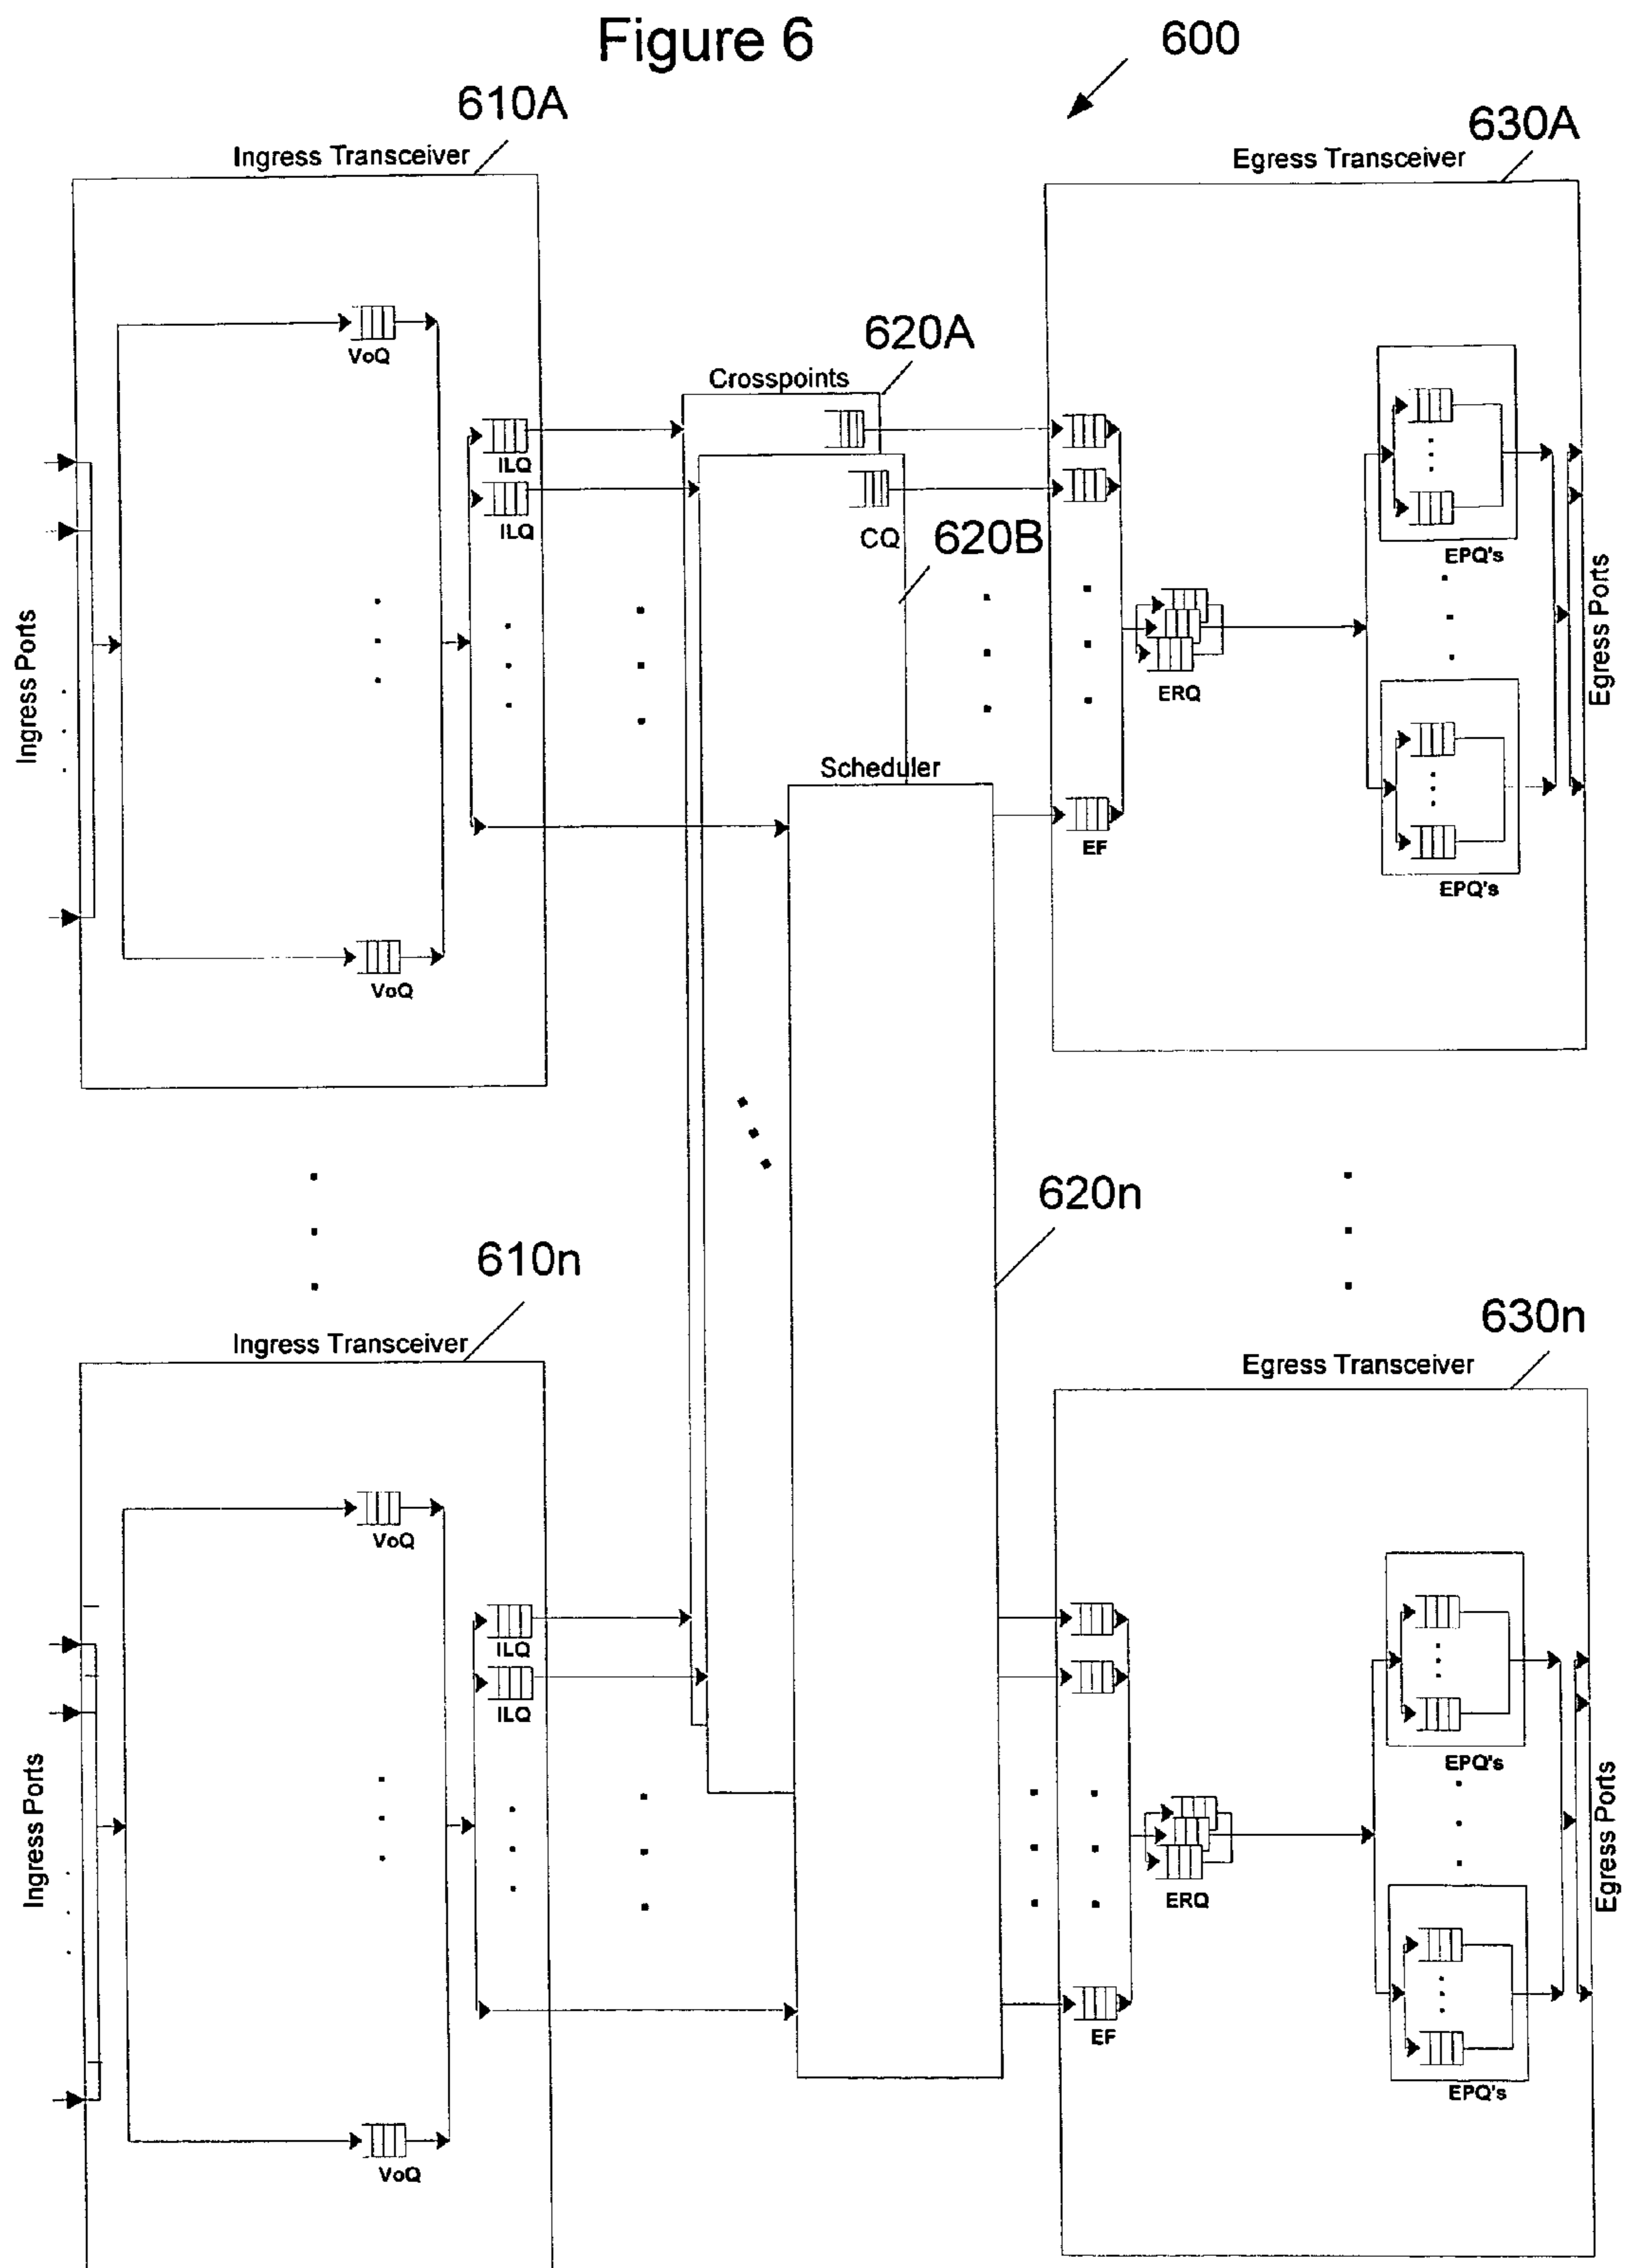 Figure 6
600
610A
630A
Ingress Transceiver
Egress Transceiver
VoQ
620A
Crosspoints
ILQ
ILQ
CQ
620B
EPQ's
Ingress Ports
Egress Ports
ERQ
Scheduler
EF
EPQ's
VoQ
620n
610n
630n
Ingress Transceiver
Egress Transceiver
VoQ
ILQ
ILQ
EPQ's
Ingress Ports
Egress Ports
ERQ
EF
EPQ's
VoQ